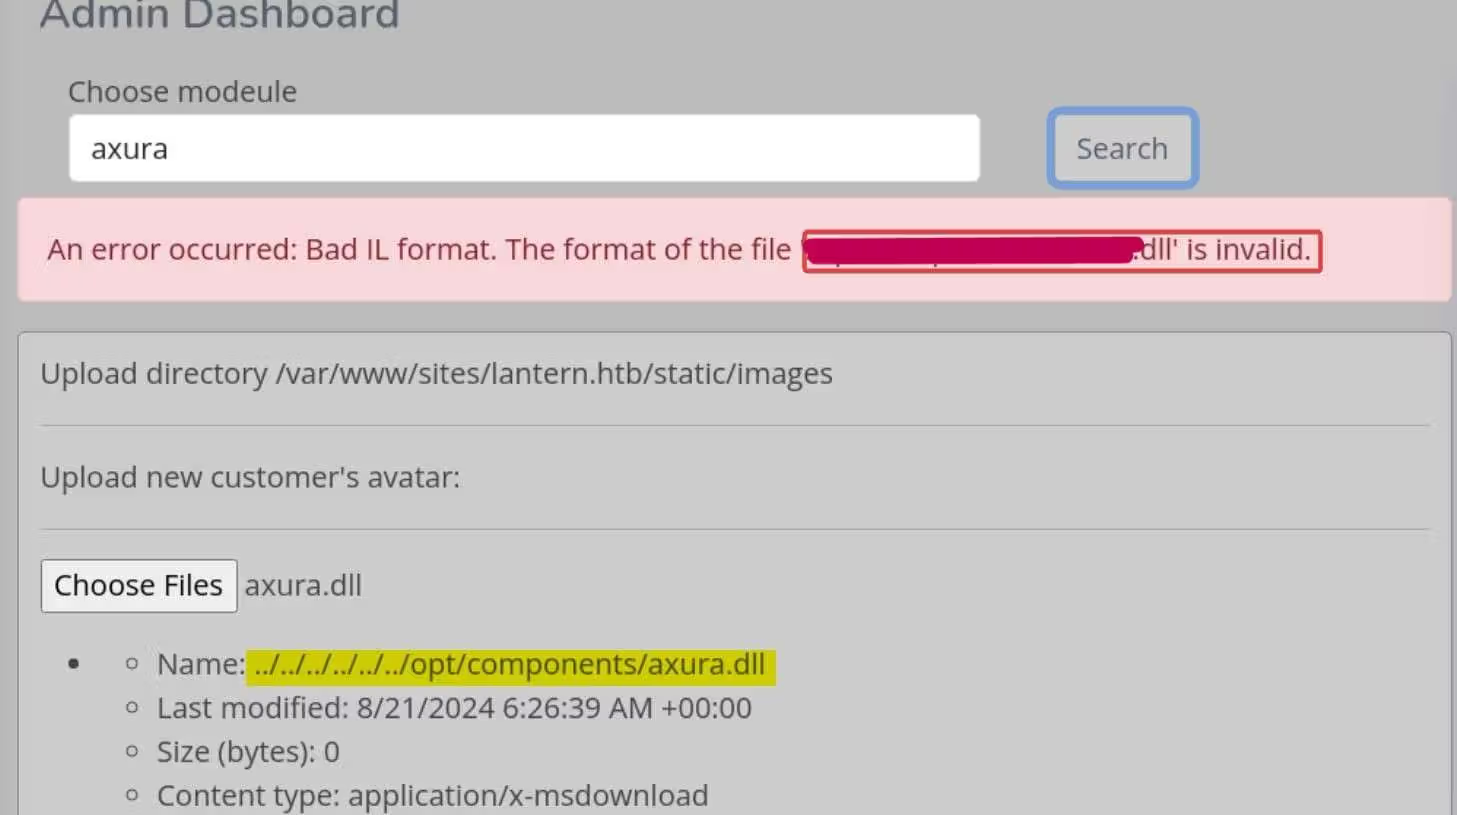 Admin Dashboard
Choose modeule
axura
Search
An error occurred: Bad IL format. The format of the file .dll' is invalid.
Upload directory /var/www/sites/lantern.htb/static/images
Upload new customer's avatar:
Choose Files axura.dll
Name: ../../../../../../opt/components/axura.dll
Last modified: 8/21/2024 6:26:39 AM +00:00
Size (bytes): 0
Content type: application/x-msdownload